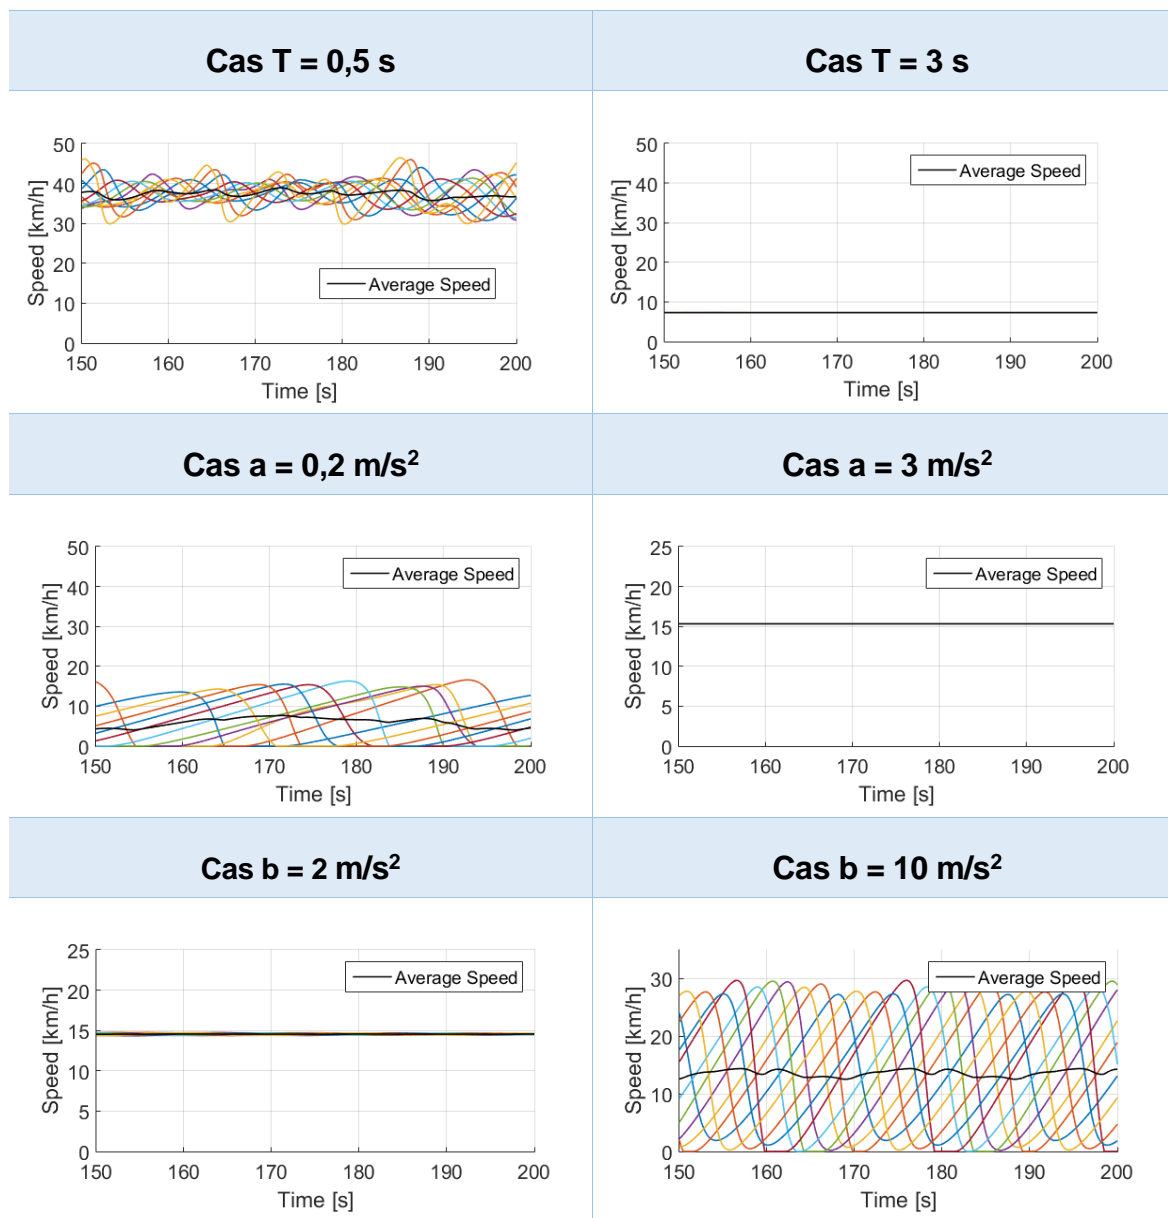 Cas T = 0,5 s
Cas T = 3 s
50
40
30
20
10
0
150 160 170 180 190 200
Speed [km/h]
Time [s]
Average Speed
50
40
30
20
10
0
150 160 170 180 190 200
Speed [km/h]
Time [s]
Average Speed
Cas a = 0,2 m/s²
Cas a = 3 m/s²
50
40
30
20
10
0
150 160 170 180 190 200
Speed [km/h]
Time [s]
Average Speed
25
20
15
10
5
0
150 160 170 180 190 200
Speed [km/h]
Time [s]
Average Speed
Cas b = 2 m/s²
Cas b = 10 m/s²
25
20
15
10
5
0
150 160 170 180 190 200
Speed [km/h]
Time [s]
Average Speed
30
20
10
0
150 160 170 180 190 200
Speed [km/h]
Time [s]
Average Speed